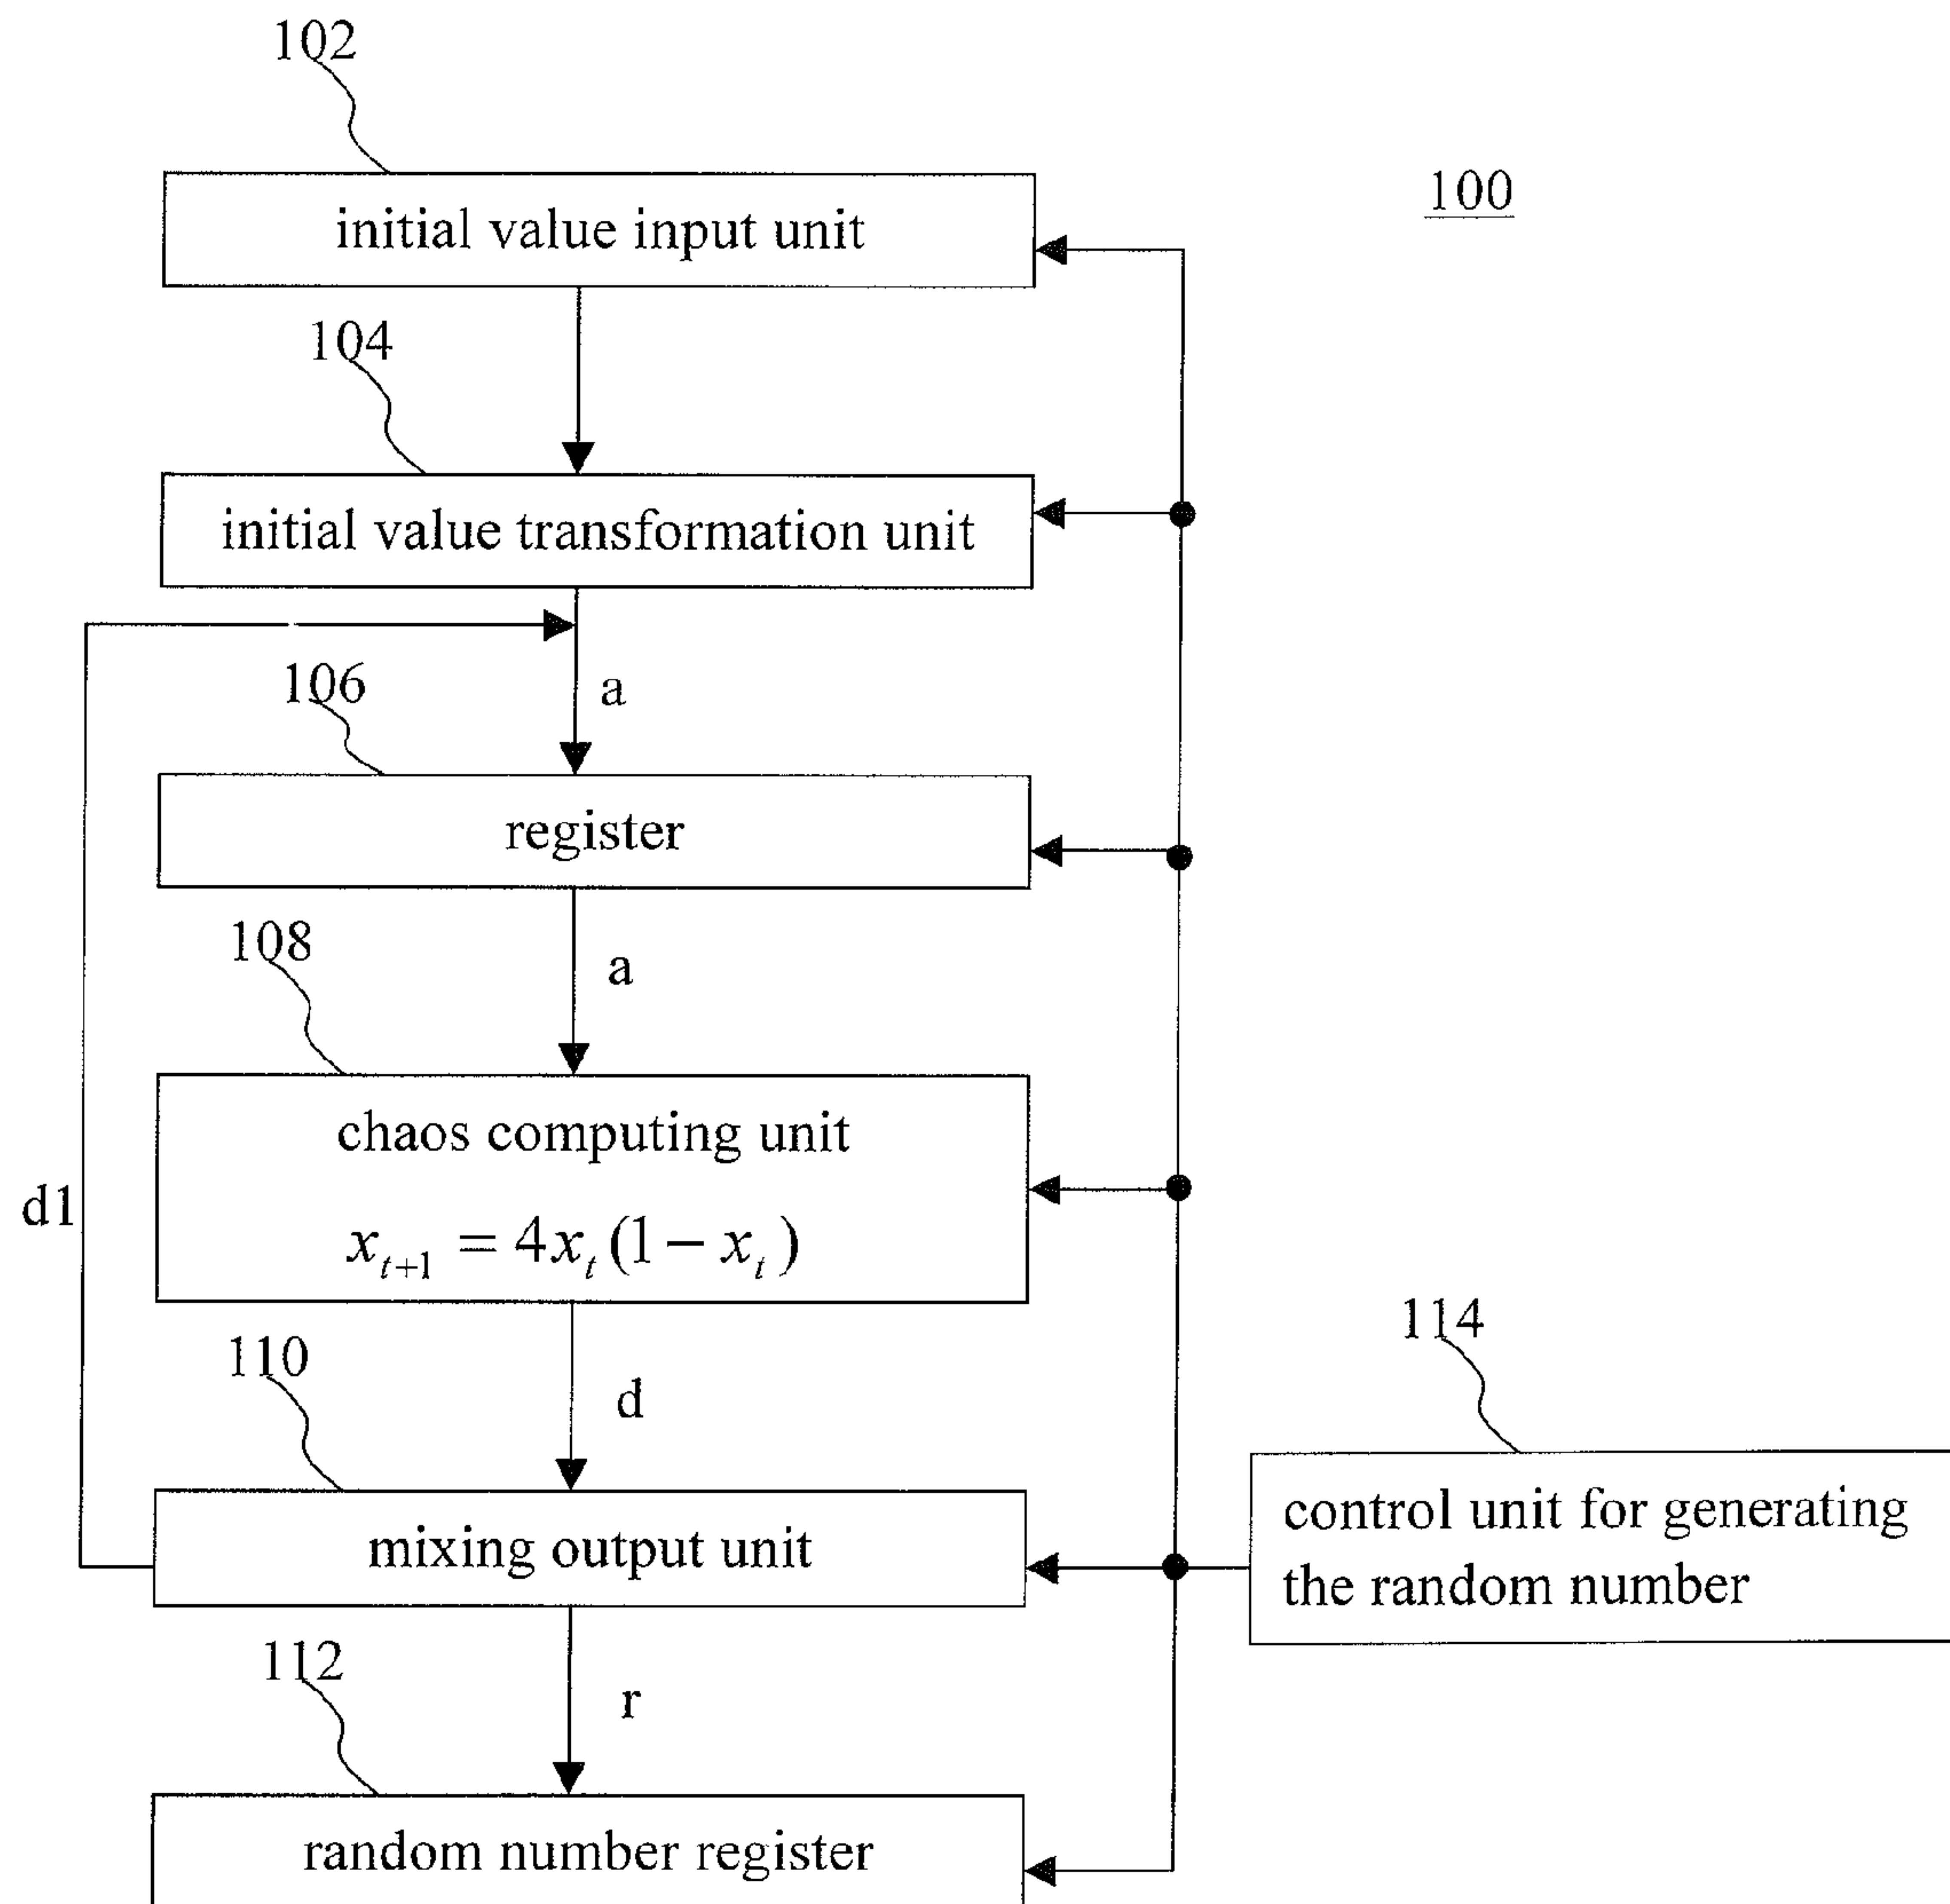 102
100
initial value input unit
104
initial value transformation unit
106
a
register
108
a
chaos computing unit
d1
x_{t+1} = 4x_t(1 − x_t)
114
110
d
control unit for generating
the random number
mixing output unit
112
r
random number register